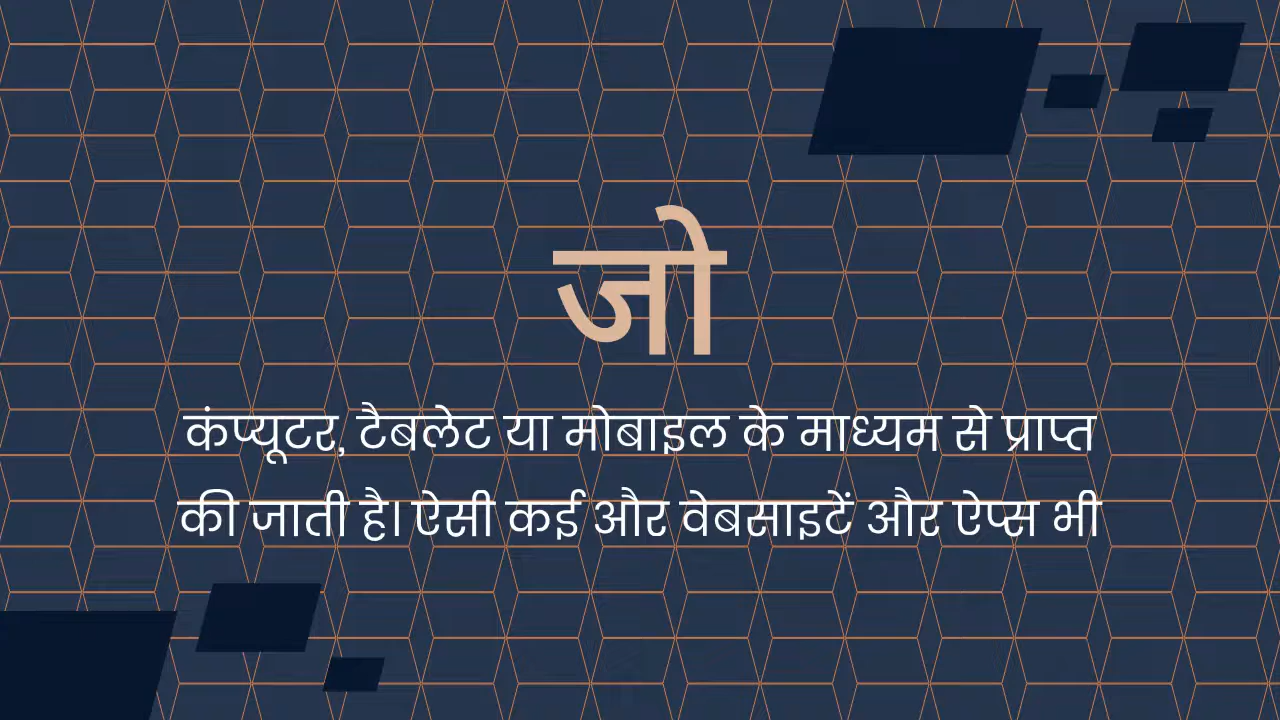 जो
कंप्यूटर, टैबलेट या मोबाइल के माध्यम से प्राप्त
की जाती है। ऐसी कई और वेबसाइटें और ऐप्स भी